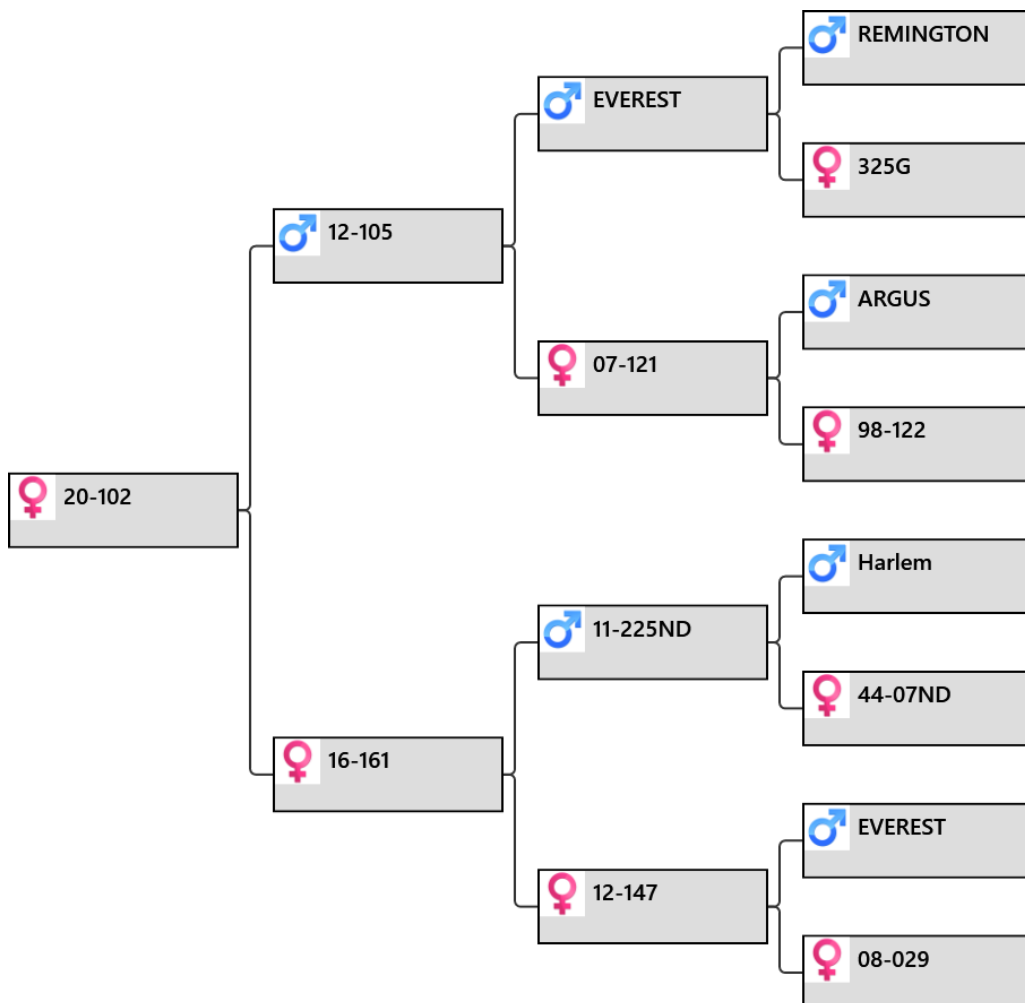 REMINGTON
EVEREST
325G
12-105
ARGUS
07-121
98-122
20-102
Harlem
11-225ND
44-07ND
16-161
EVEREST
12-147
08-029